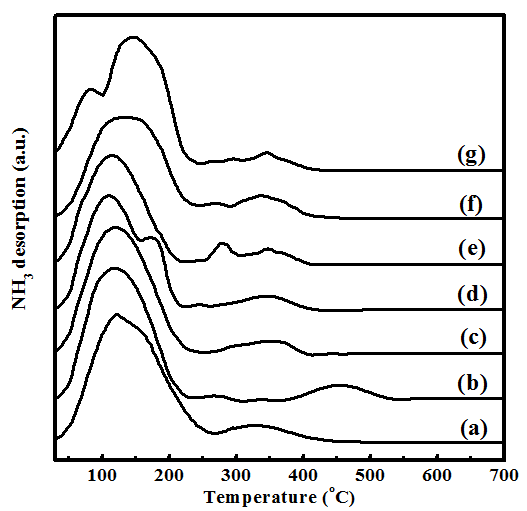 NH3 desorption (a.u.)
(g)
(f)
(e)
(d)
(c)
(b)
(a)
100 200 300 400 500 600 700
Temperature (°C)